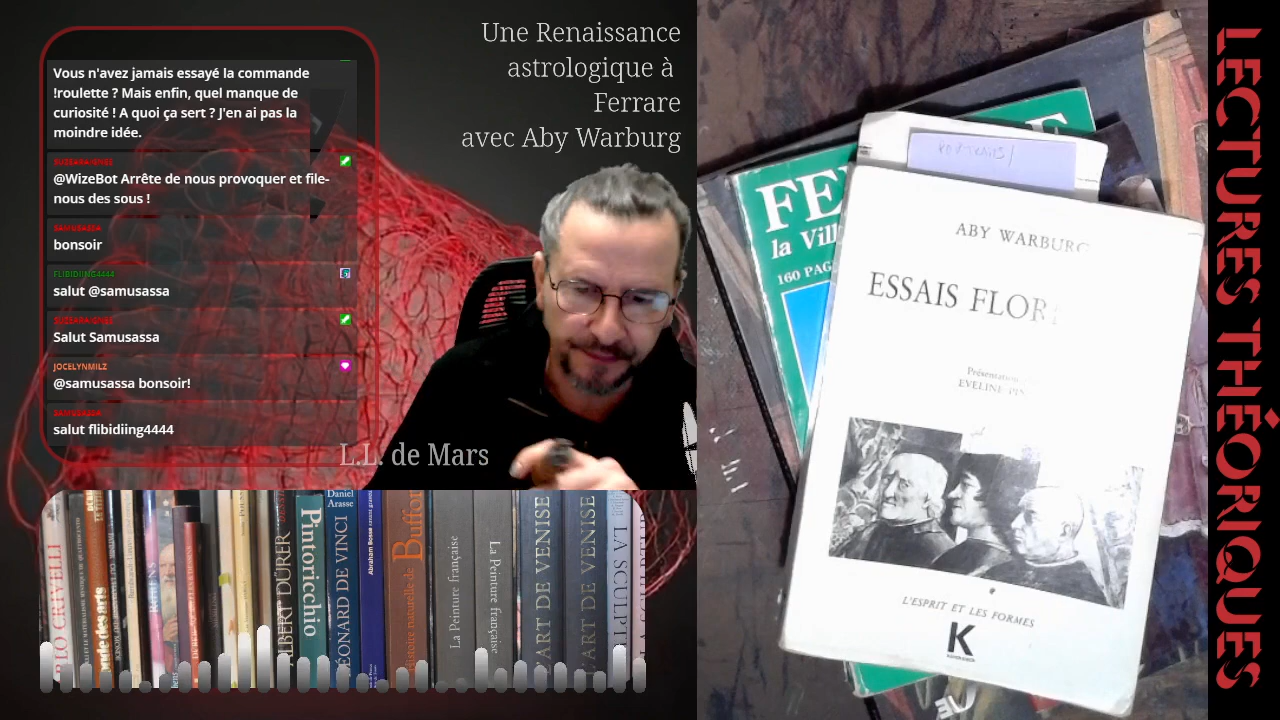 Vous n'avez jamais essayé la commande
!roulette ? Mais enfin, quel manque de
curiosité ! A quoi ça sert ? J'en ai pas la
moindre idée.
@WizeBot Arrête de nous provoquer et file-
nous des sous !
SAMUSASSA
bonsoir
FLIBIDIING4444
salut @samusassa
Salut Samusassa
JOCELYNMILZ
@samusassa bonsoir!
SAMUSASSA
salut flibidiing4444
Une Renaissance
astrologique à
Ferrare
avec Aby Warburg
L.L. de Mars
ALBERT DÜRER
Pintoricchio
Daniel
Arasse
LÉONARD DE VINCI
Abraham Bosse
Histoire naturelle de Buffon
La Peinture française
La Peinture française
L'ART DE VENISE
L'ART DE VENISE
LA SCULPT
la Vill
160 PAG
ABY WARBURG
ESSAIS FLOR
Présentation
EVELINE PIN
L'ESPRIT ET LES FORMES
K
LECTURES THÉORIQUES